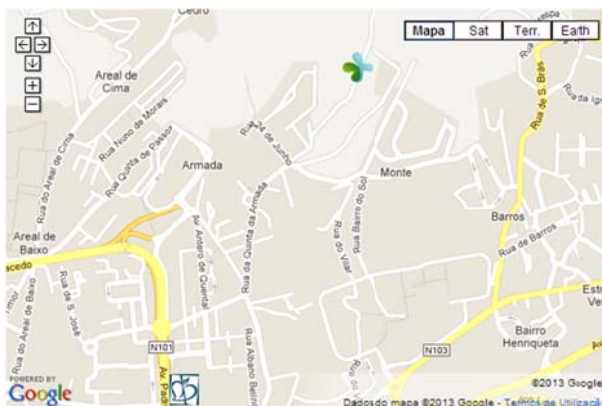 Cedro
Mapa
Sat
Terr.
Earth
Areal de
Cima
Rua Nuno de Morais
Rua Quinta de Passos
Rua do Areal de Cima
Armada
Rua 24 de Junho
Monte
Rua de S. Brás
Barros
Rua de Barros
Areal de
Baixo
Av. Antero de Quental
Rua da Quinta da Armada
Rua do Vilar
Rua Bairro do Sol
acedo
Rua do Areal de Baixo
Rua de S. José
N101
Rua Albano Belino
N103
Bairro
Henriqueta
POWERED BY
Google
©2013 Google
Dados do mapa ©2013 Google - Termos de Utilização